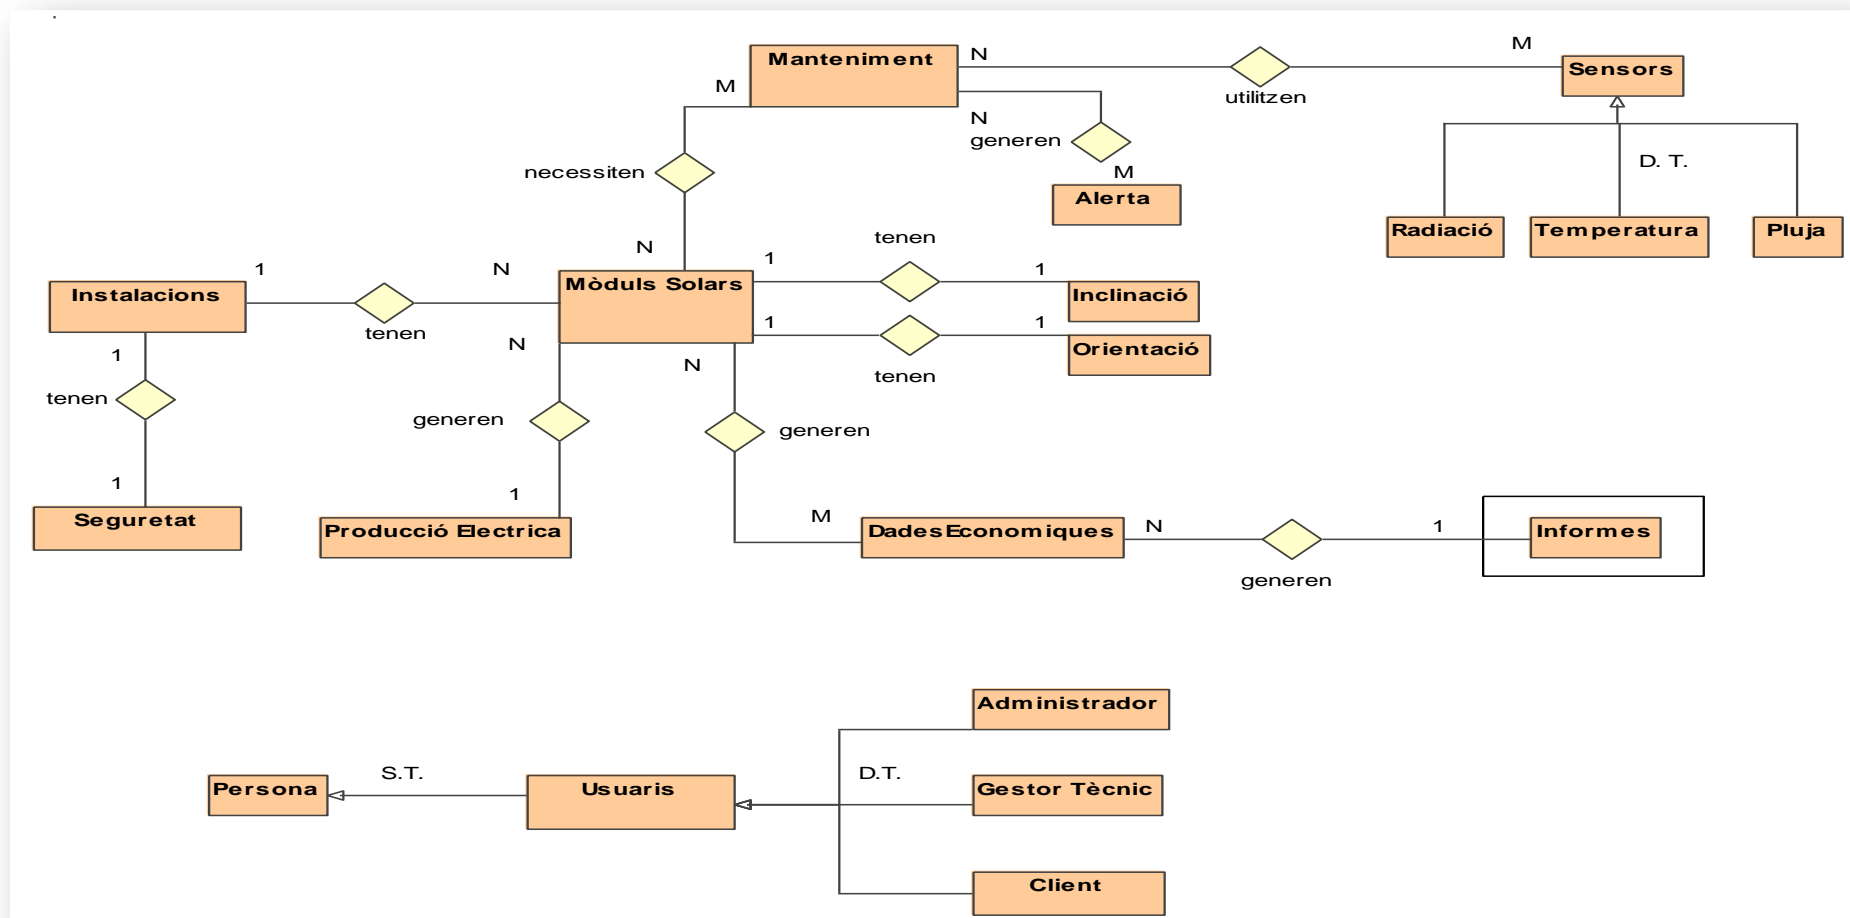 Manteniment
N
M
Sensors
M
utilitzen
N
generen
D. T.
necessiten
M
Alerta
Radiació
Temperatura
Pluja
tenen
N
1
N
1
1
Instalacions
Mòduls Solars
Inclinació
tenen
1
1
N
Orientació
1
N
tenen
tenen
generen
generen
1
1
Seguretat
Producció Electrica
M
DadesEconomiques
N
1
Informes
generen
Administrador
S.T.
D.T.
Persona
Usuaris
Gestor Tècnic
Client